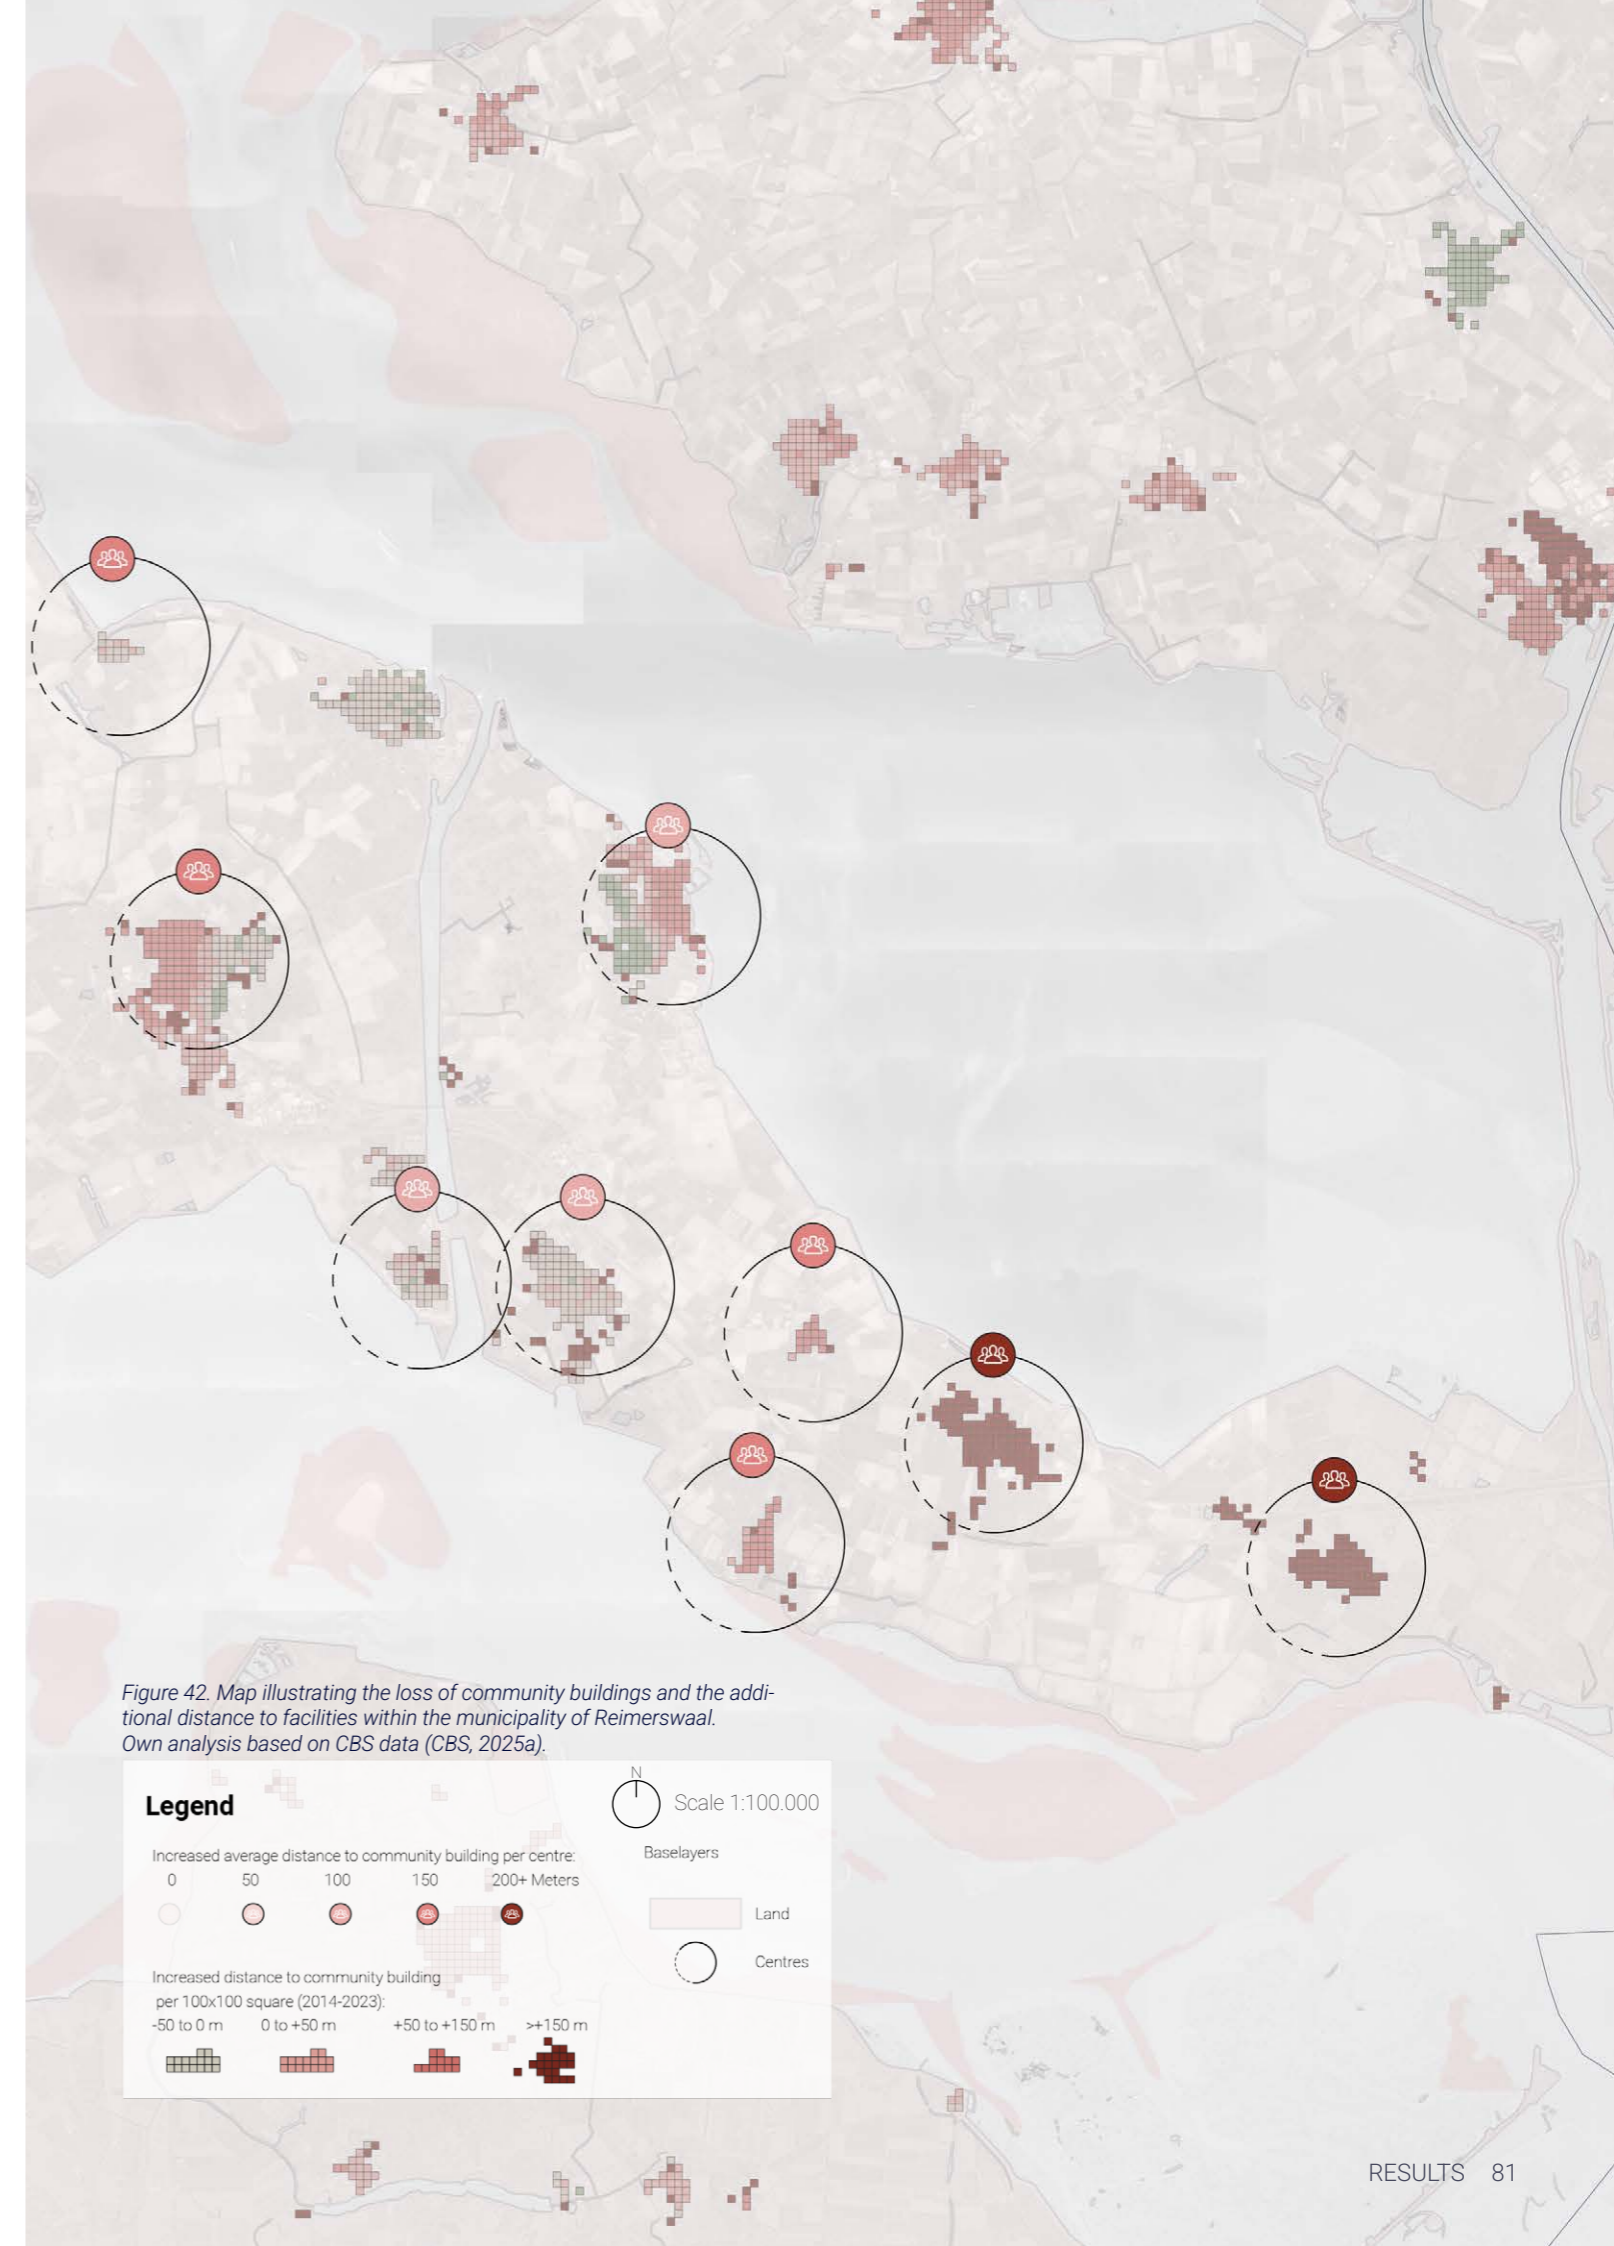 Figure 42. Map illustrating the loss of community buildings and the addi-
tional distance to facilities within the municipality of Reimerswaal.
Own analysis based on CBS data (CBS, 2025a).
Legend
N
Scale 1:100.000
Increased average distance to community building per centre:
0 50 100 150 200+ Meters
Baselayers
Land
Centres
Increased distance to community building
per 100x100 square (2014-2023):
-50 to 0 m 0 to +50 m +50 to +150 m >+150 m
RESULTS 81